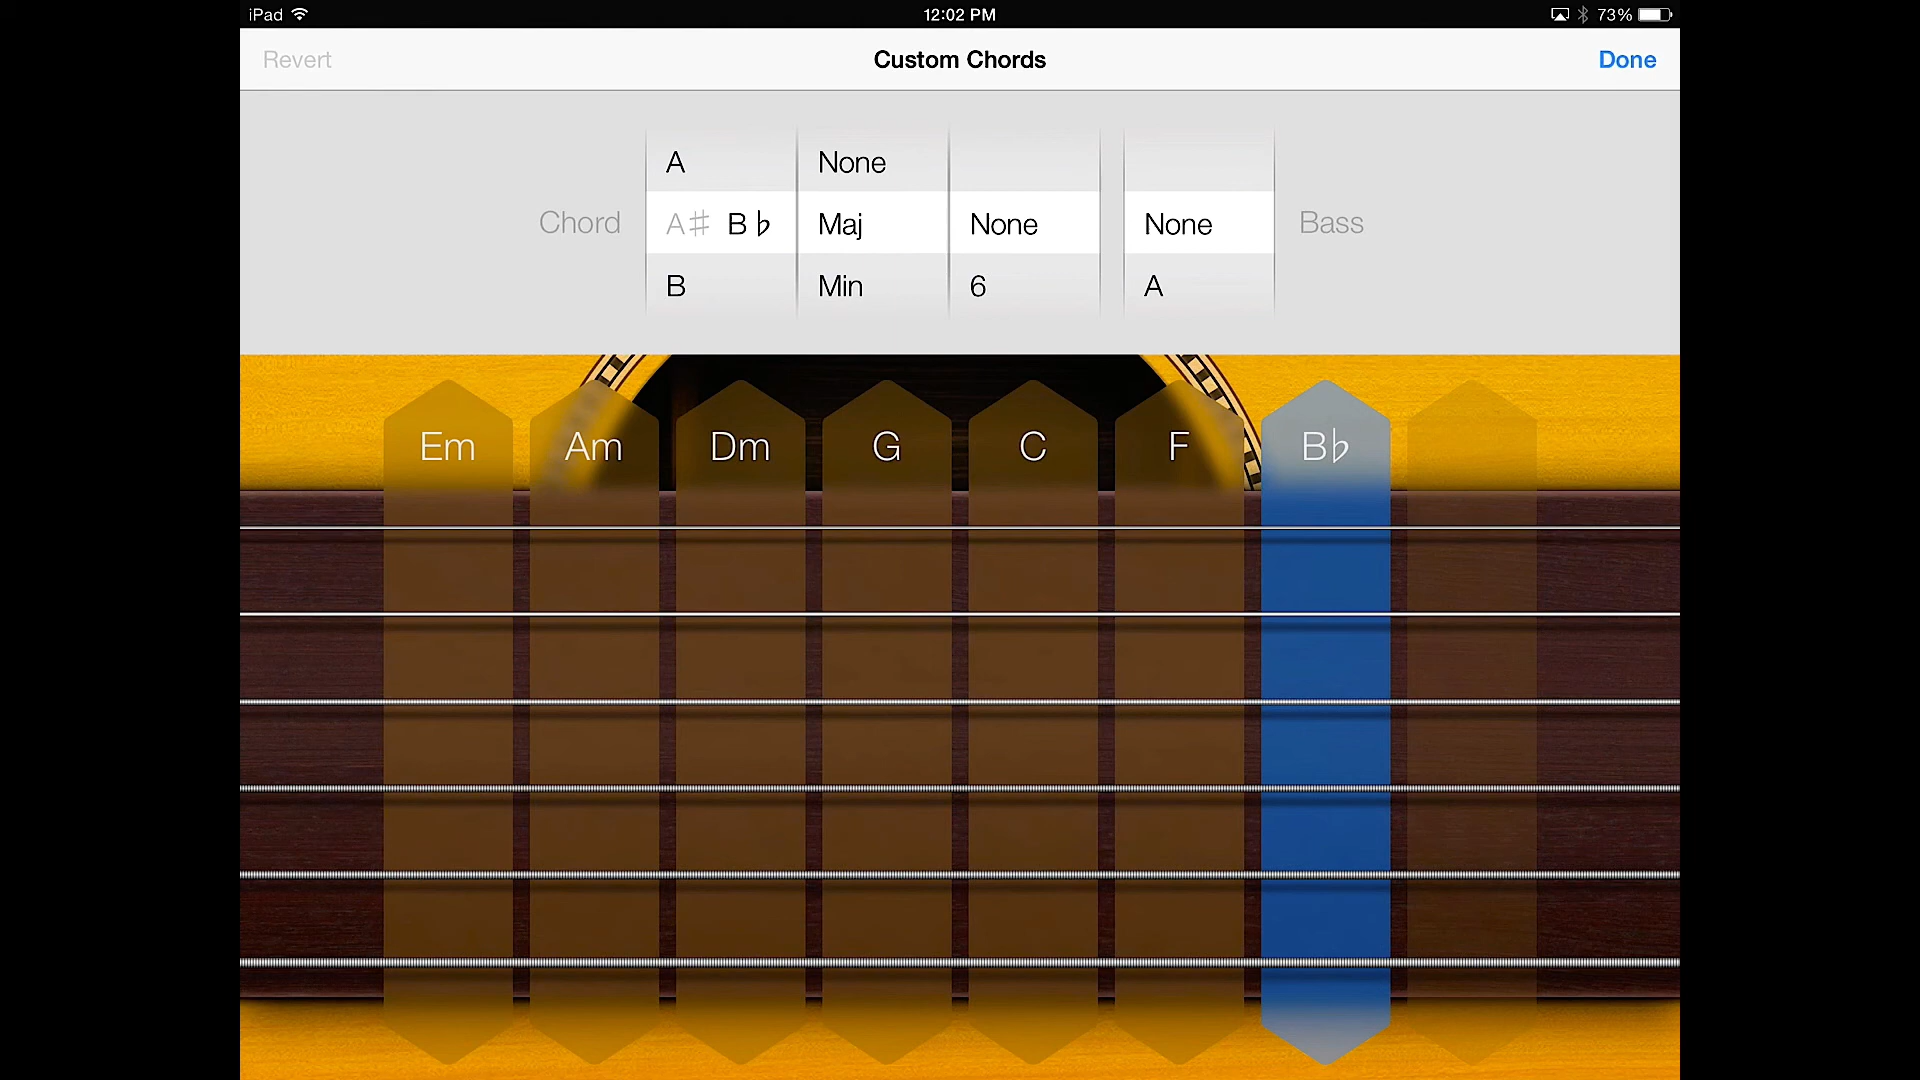 iPad 12:02 PM 73%
Revert Custom Chords Done
A None
Chord A♯ B♭ Maj None None Bass
B Min 6 A
Em Am Dm G C F B♭